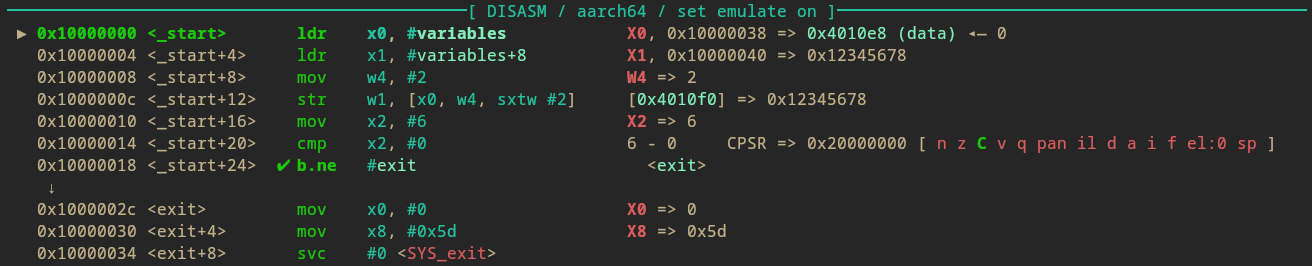 [ DISASM / aarch64 / set emulate on ]
► 0x10000000 <_start> ldr x0, #variables X0, 0x10000038 => 0x4010e8 (data) ◂— 0
0x10000004 <_start+4> ldr x1, #variables+8 X1, 0x10000040 => 0x12345678
0x10000008 <_start+8> mov w4, #2 W4 => 2
0x1000000c <_start+12> str w1, [x0, w4, sxtw #2] [0x4010f0] => 0x12345678
0x10000010 <_start+16> mov x2, #6 X2 => 6
0x10000014 <_start+20> cmp x2, #0 6 - 0 CPSR => 0x20000000 [ n z C v q pan il d a i f el:0 sp ]
0x10000018 <_start+24> ✔ b.ne #exit <exit>
↓
0x1000002c <exit> mov x0, #0 X0 => 0
0x10000030 <exit+4> mov x8, #0x5d X8 => 0x5d
0x10000034 <exit+8> svc #0 <SYS_exit>